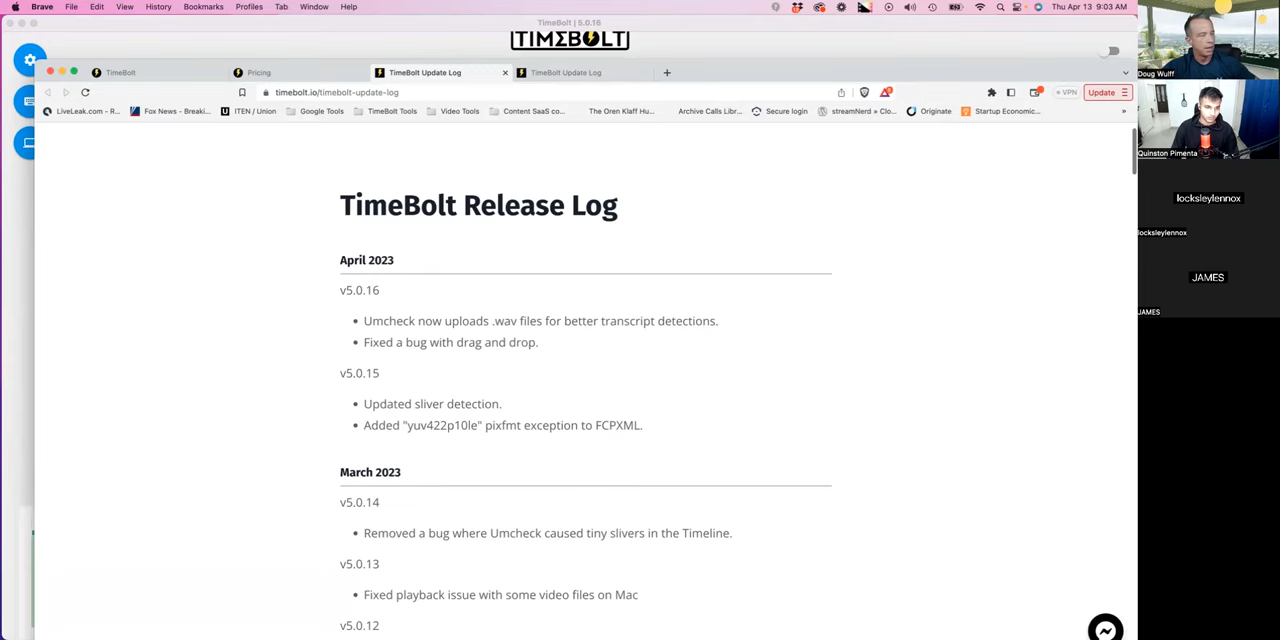 Brave File Edit View History Bookmarks Profiles Tab Window Help Thu Apr 13 9:03 AM
TimeBolt | 5.0.16
TIMEBOLT
TimeBolt Pricing TimeBolt Update Log TimeBolt Update Log
timebolt.io/timebolt-update-log VPN Update
LiveLeak.com - R... Fox News - Breaki... ITEN / Union Google Tools TimeBolt Tools Video Tools Content SaaS co... The Oren Klaff Hu... Archive Calls Libr... Secure login streamNerd » Clo... Originate Startup Economic... »
TimeBolt Release Log
April 2023
v5.0.16
• Umcheck now uploads .wav files for better transcript detections.
• Fixed a bug with drag and drop.
v5.0.15
• Updated sliver detection.
• Added "yuv422p10le" pixfmt exception to FCPXML.
March 2023
v5.0.14
• Removed a bug where Umcheck caused tiny slivers in the Timeline.
v5.0.13
• Fixed playback issue with some video files on Mac
v5.0.12
Doug Wulff
Quinston Pimenta
locksleylennox
locksleylennox
JAMES
JAMES